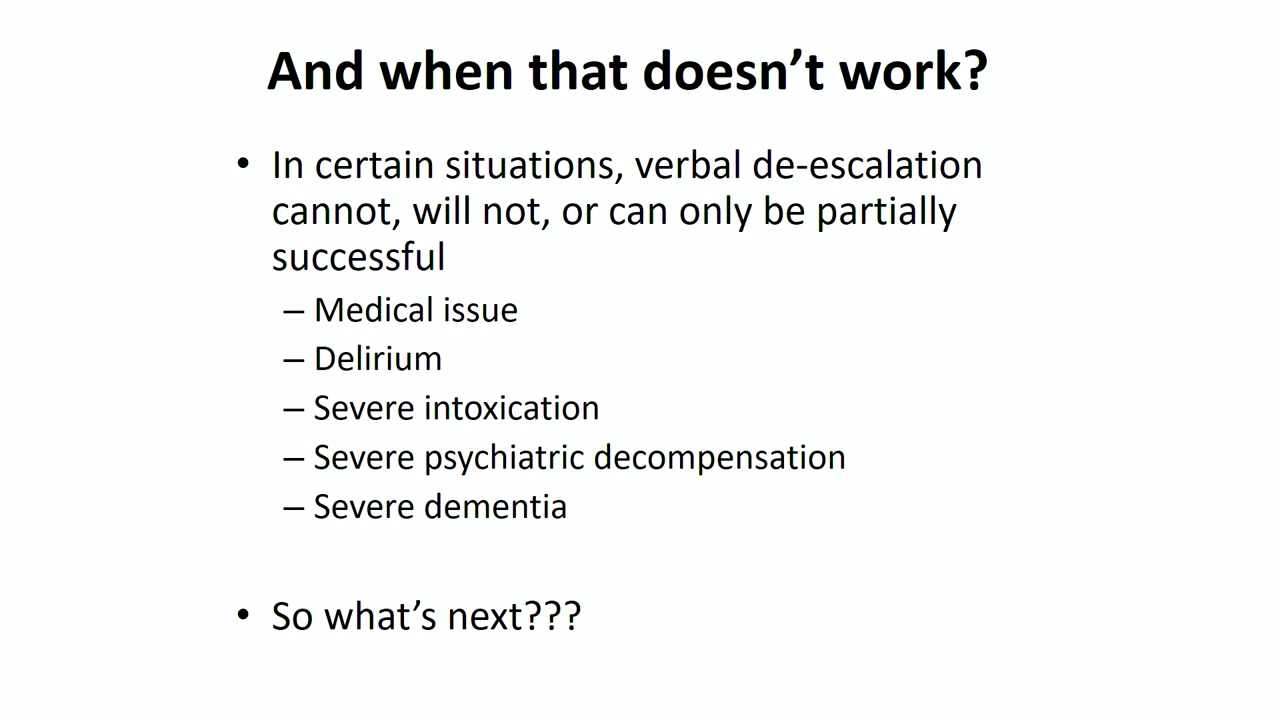 And when that doesn’t work?
• In certain situations, verbal de-escalation
cannot, will not, or can only be partially
successful
– Medical issue
– Delirium
– Severe intoxication
– Severe psychiatric decompensation
– Severe dementia
• So what’s next???